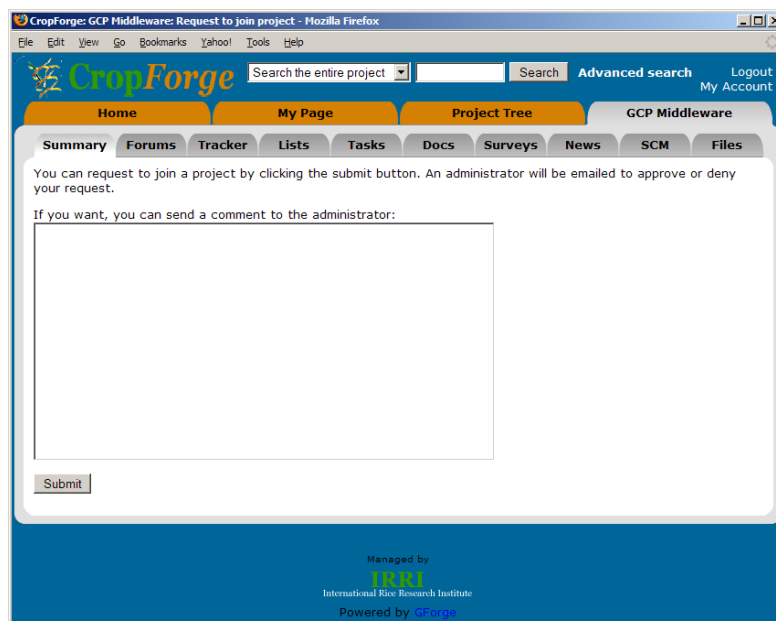 CropForge: GCP Middleware: Request to join project - Mozilla Firefox
File Edit View Go Bookmarks Yahoo! Tools Help
CropForge Search the entire project Search Advanced search Logout
My Account
Home My Page Project Tree GCP Middleware
Summary Forums Tracker Lists Tasks Docs Surveys News SCM Files
You can request to join a project by clicking the submit button. An administrator will be emailed to approve or deny
your request.
If you want, you can send a comment to the administrator:
Submit
Managed by
IRRI
International Rice Research Institute
Powered by GForge